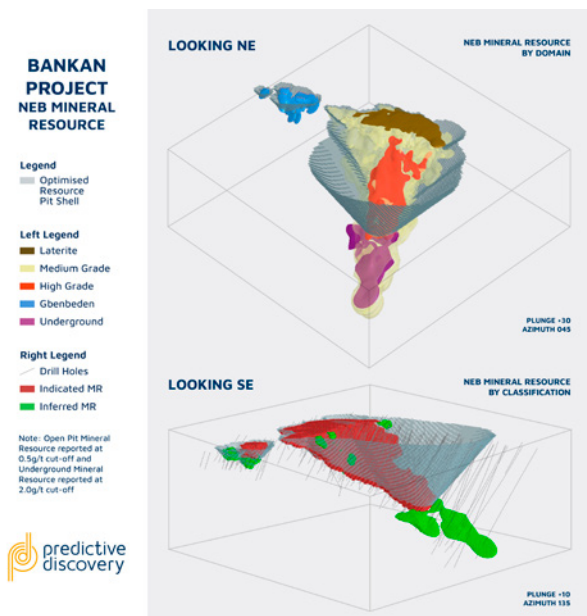 BANKAN
PROJECT
NEB MINERAL
RESOURCE
Legend
Optimised
Resource
Pit Shell
Left Legend
Laterite
Medium Grade
High Grade
Gbenbeden
Underground
Right Legend
Drill Holes
Indicated MR
Inferred MR
Note: Open Pit Mineral
Resource reported at
0.5g/t cut-off and
Underground Mineral
Resource reported at
2.0g/t cut-off
predictive
discovery
LOOKING NE
NEB MINERAL RESOURCE
BY DOMAIN
PLUNGE +30
AZIMUTH 045
LOOKING SE
NEB MINERAL RESOURCE
BY CLASSIFICATION
PLUNGE +10
AZIMUTH 135